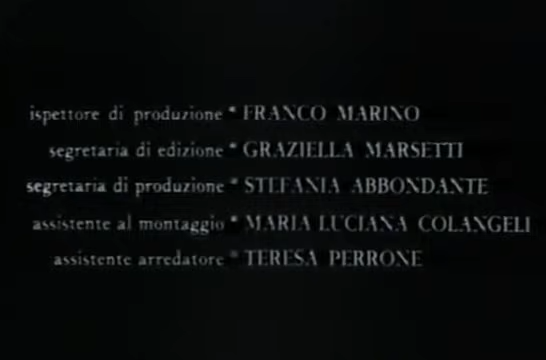 ispettore di produzione * FRANCO MARINO
segretaria di edizione * GRAZIELLA MARSETTI
segretaria di produzione * STEFANIA ABBONDANTE
assistente al montaggio * MARIA LUCIANA COLANGELI
assistente arredatore * TERESA PERRONE